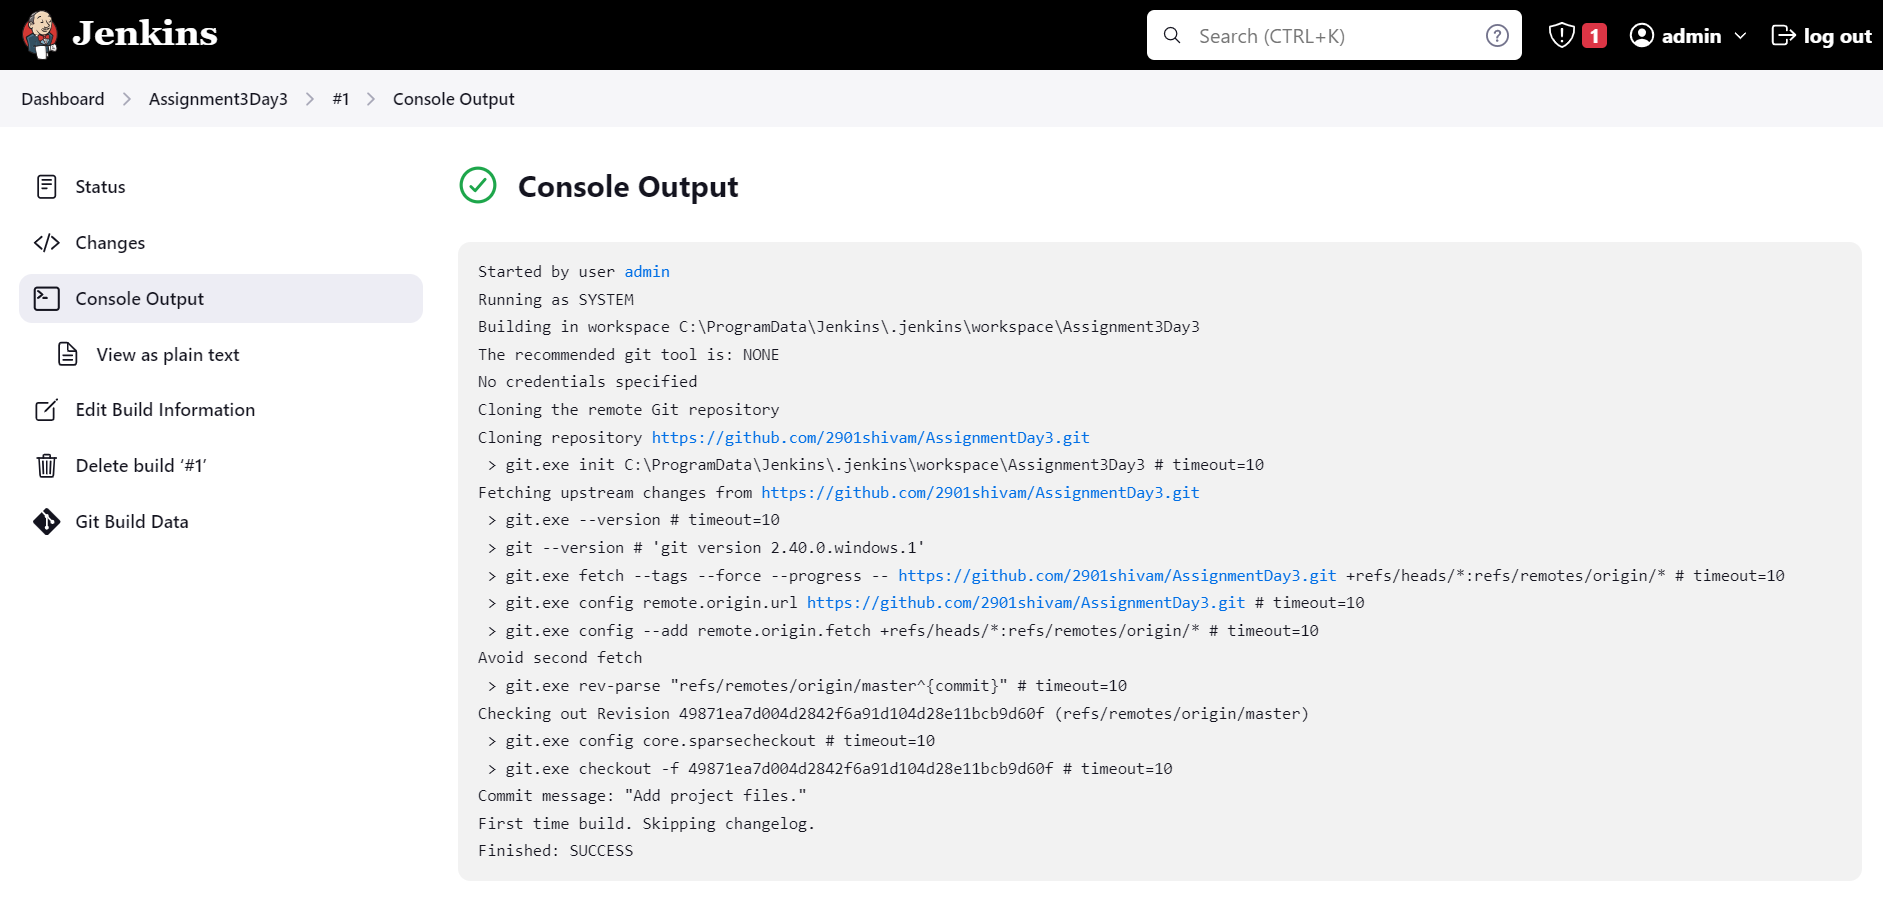 Jenkins
Search (CTRL+K)
?
1
admin
log out
Dashboard > Assignment3Day3 > #1 > Console Output
Status
Changes
Console Output
View as plain text
Edit Build Information
Delete build ‘#1’
Git Build Data
Console Output
Started by user admin
Running as SYSTEM
Building in workspace C:\ProgramData\Jenkins\.jenkins\workspace\Assignment3Day3
The recommended git tool is: NONE
No credentials specified
Cloning the remote Git repository
Cloning repository https://github.com/2901shivam/AssignmentDay3.git
 > git.exe init C:\ProgramData\Jenkins\.jenkins\workspace\Assignment3Day3 # timeout=10
Fetching upstream changes from https://github.com/2901shivam/AssignmentDay3.git
 > git.exe --version # timeout=10
 > git --version # 'git version 2.40.0.windows.1'
 > git.exe fetch --tags --force --progress -- https://github.com/2901shivam/AssignmentDay3.git +refs/heads/*:refs/remotes/origin/* # timeout=10
 > git.exe config remote.origin.url https://github.com/2901shivam/AssignmentDay3.git # timeout=10
 > git.exe config --add remote.origin.fetch +refs/heads/*:refs/remotes/origin/* # timeout=10
Avoid second fetch
 > git.exe rev-parse "refs/remotes/origin/master^{commit}" # timeout=10
Checking out Revision 49871ea7d004d2842f6a91d104d28e11bcb9d60f (refs/remotes/origin/master)
 > git.exe config core.sparsecheckout # timeout=10
 > git.exe checkout -f 49871ea7d004d2842f6a91d104d28e11bcb9d60f # timeout=10
Commit message: "Add project files."
First time build. Skipping changelog.
Finished: SUCCESS